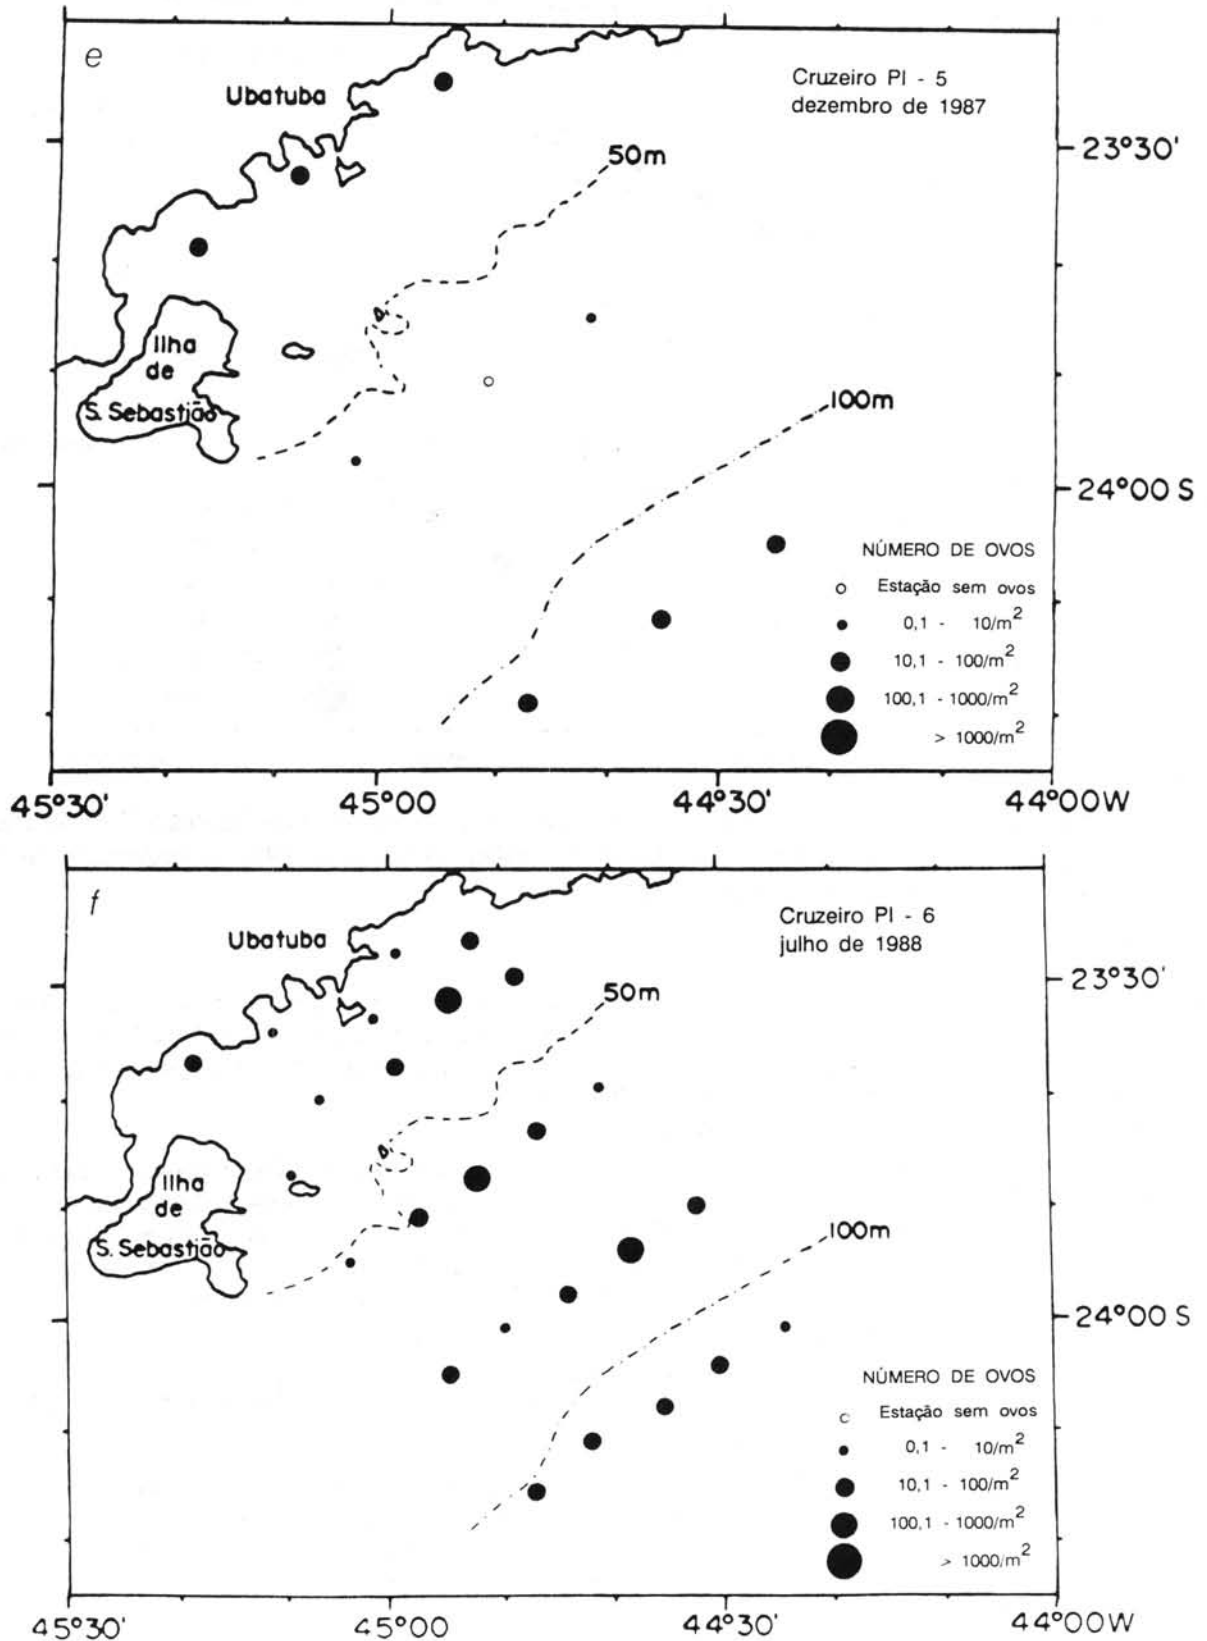 e
Cruzeiro PI - 5
dezembro de 1987
Ubatuba
23°30'
50m
Ilha
de
S. Sebastião
100m
24°00 S
NÚMERO DE OVOS
Estação sem ovos
0,1 - 10/m²
10,1 - 100/m²
100,1 - 1000/m²
> 1000/m²
45°30' 45°00 44°30' 44°00W
f
Cruzeiro PI - 6
julho de 1988
Ubatuba
23°30'
50m
Ilha
de
S. Sebastião
100m
24°00 S
NÚMERO DE OVOS
Estação sem ovos
0,1 - 10/m²
10,1 - 100/m²
100,1 - 1000/m²
> 1000/m²
45°30' 45°00 44°30' 44°00W